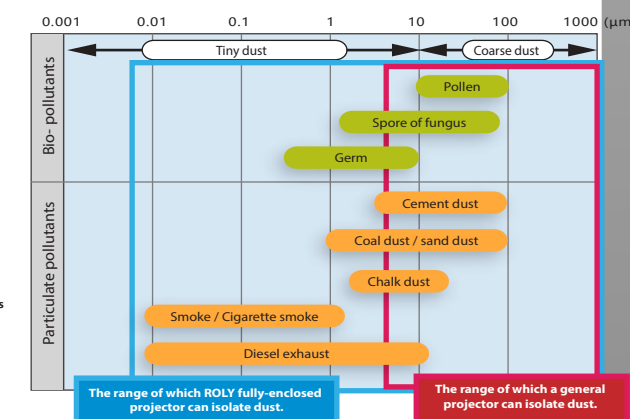 0.001 0.01 0.1 1 10 100 1000 (μm
Tiny dust Coarse dust
Bio- pollutants
Pollen
Spore of fungus
Germ
Particulate pollutants
Cement dust
Coal dust / sand dust
Chalk dust
s
Smoke / Cigarette smoke
Diesel exhaust
The range of which ROLY fully-enclosed
projector can isolate dust.
The range of which a general
projector can isolate dust.